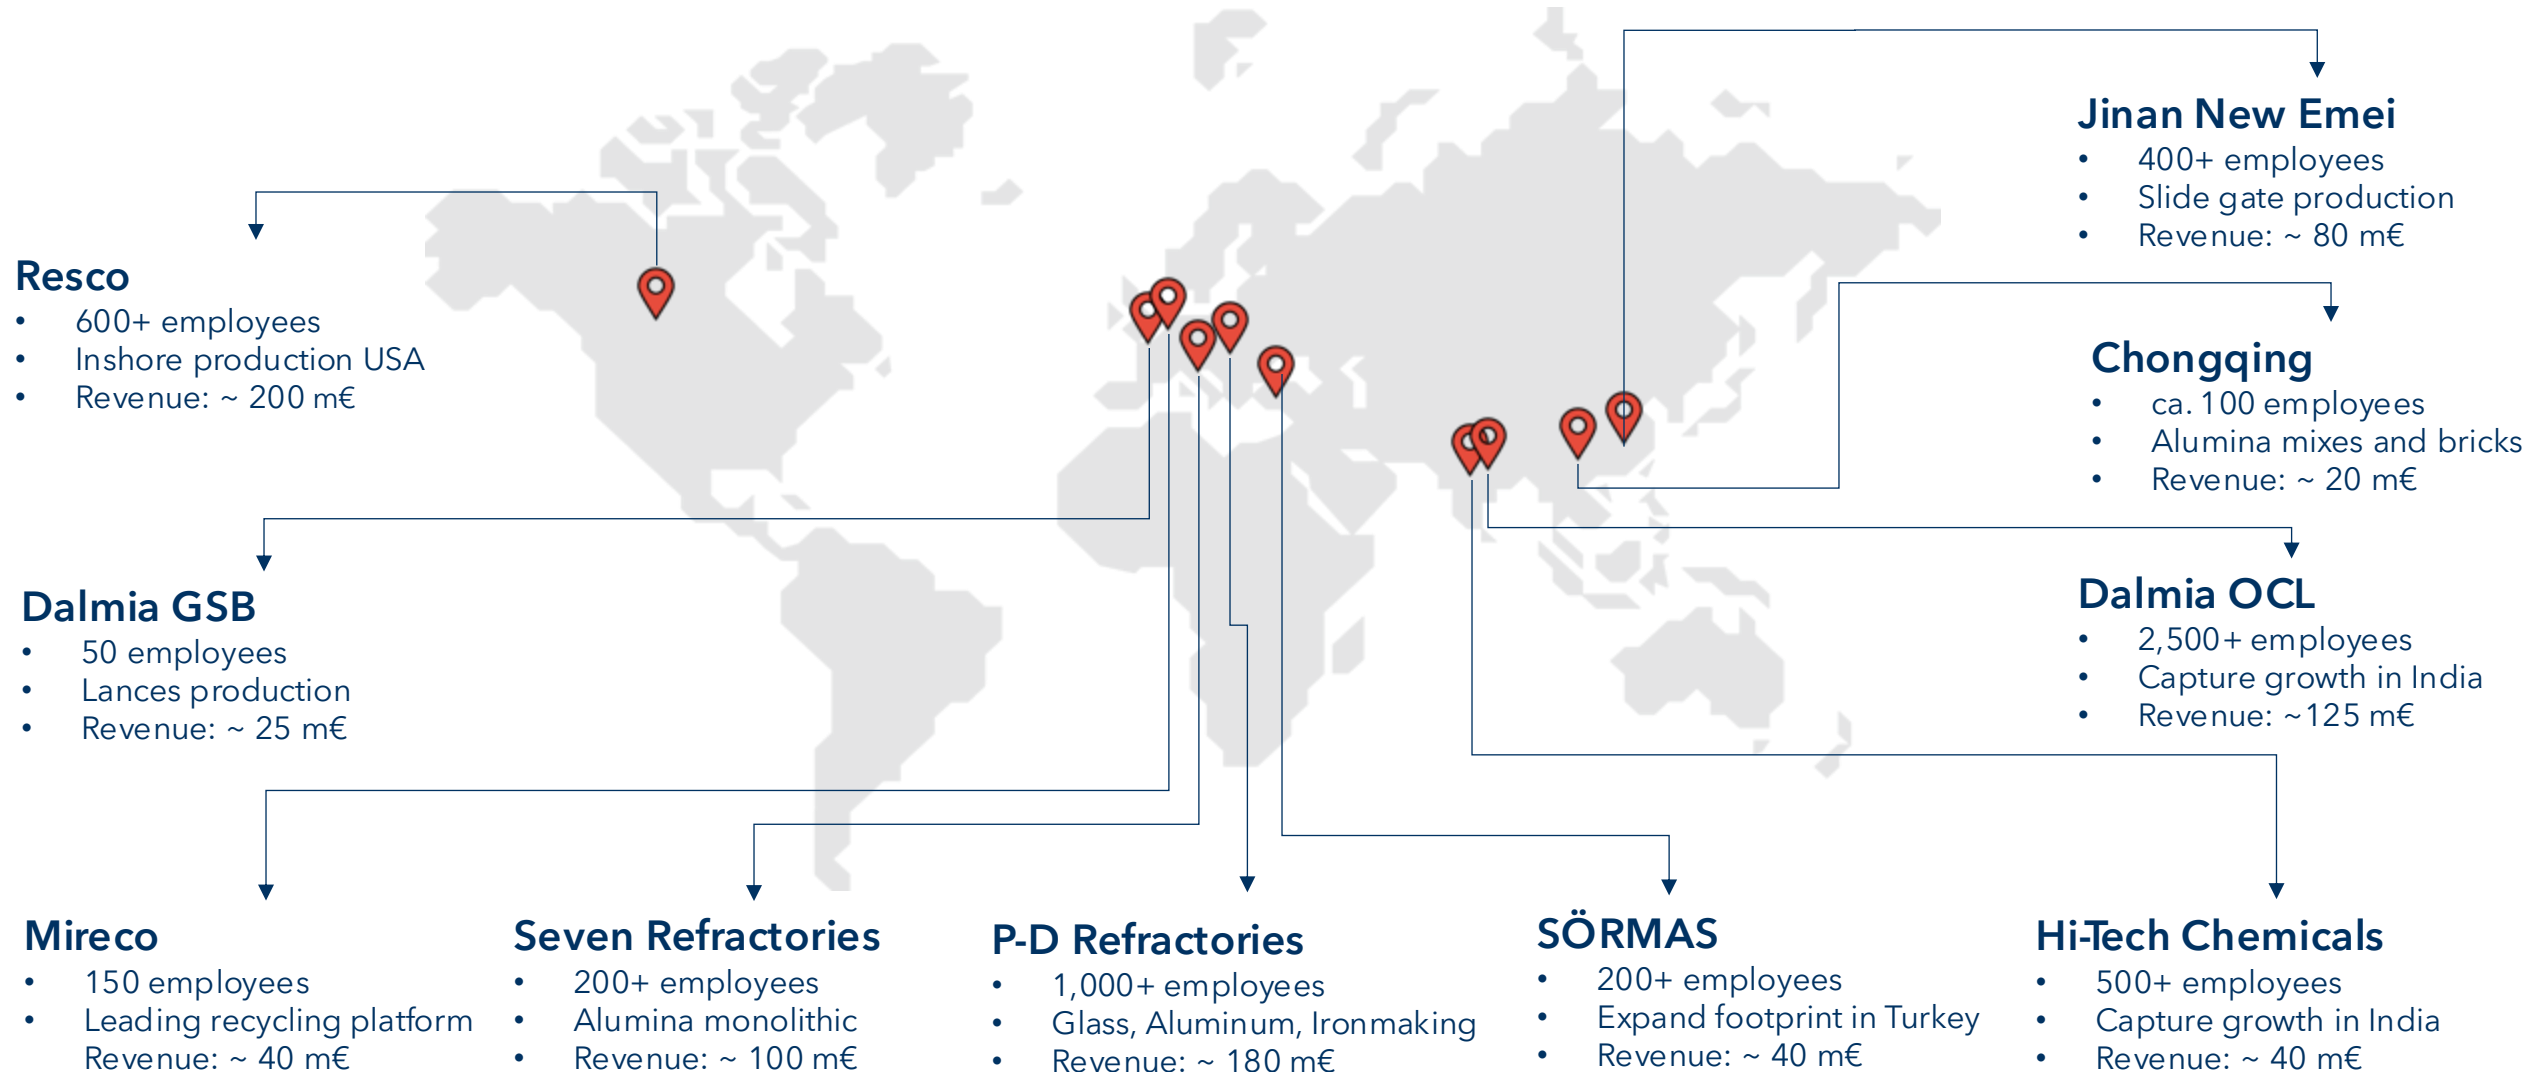 Jinan New Emei
• 400+ employees
• Slide gate production
• Revenue: ~ 80 m€
Resco
• 600+ employees
• Inshore production USA
• Revenue: ~ 200 m€
Chongqing
• ca. 100 employees
• Alumina mixes and bricks
• Revenue: ~ 20 m€
Dalmia GSB
• 50 employees
• Lances production
• Revenue: ~ 25 m€
Dalmia OCL
• 2,500+ employees
• Capture growth in India
• Revenue: ~125 m€
Mireco
• 150 employees
• Leading recycling platform
Revenue: ~ 40 m€
Seven Refractories
• 200+ employees
• Alumina monolithic
• Revenue: ~ 100 m€
P-D Refractories
• 1,000+ employees
• Glass, Aluminum, Ironmaking
• Revenue: ~ 180 m€
SÖRMAS
• 200+ employees
• Expand footprint in Turkey
• Revenue: ~ 40 m€
Hi-Tech Chemicals
• 500+ employees
• Capture growth in India
• Revenue: ~ 40 m€